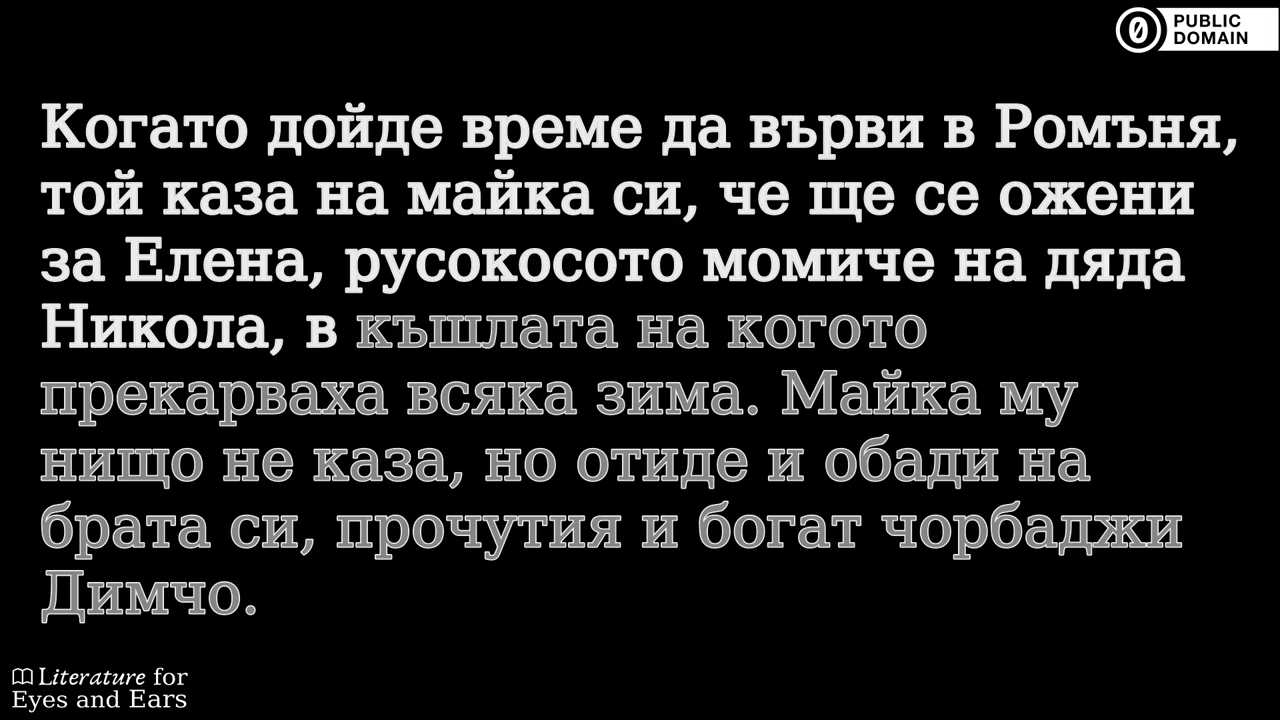 PUBLIC
DOMAIN
Когато дойде време да върви в Ромъня,
той каза на майка си, че ще се ожени
за Елена, русокосото момиче на дяда
Никола, в къшлата на когото
прекарваха всяка зима. Майка му
нищо не каза, но отиде и обади на
брата си, прочутия и богат чорбаджи
Димчо.
Literature for
Eyes and Ears